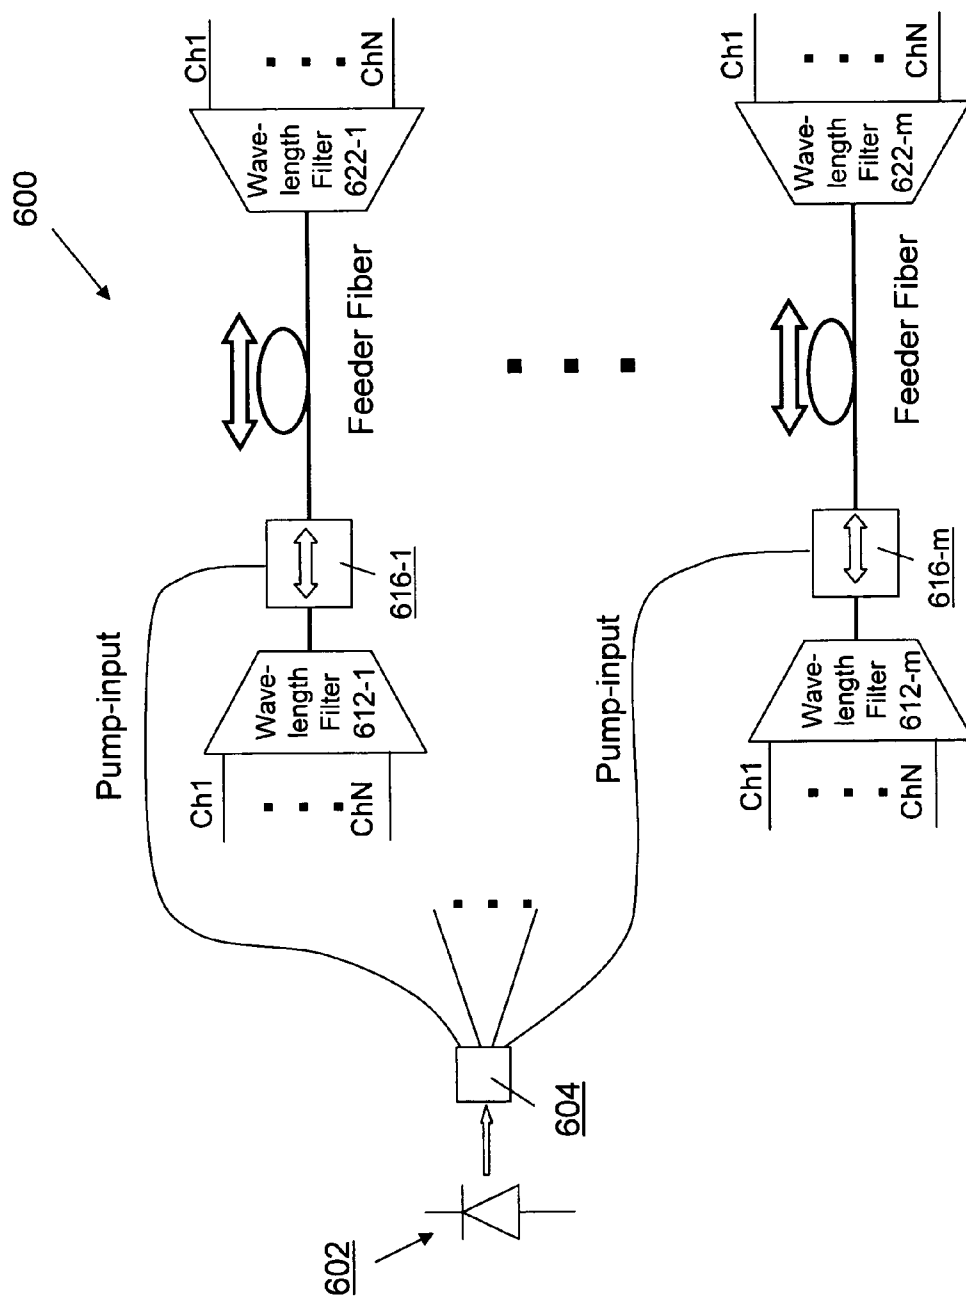 600
Ch1
ChN
Wave-
length
Filter
622-1
Feeder Fiber
616-1
Pump-input
Wave-
length
Filter
612-1
Ch1
ChN
Ch1
ChN
Wave-
length
Filter
622-m
Feeder Fiber
616-m
Pump-input
Wave-
length
Filter
612-m
Ch1
ChN
604
602